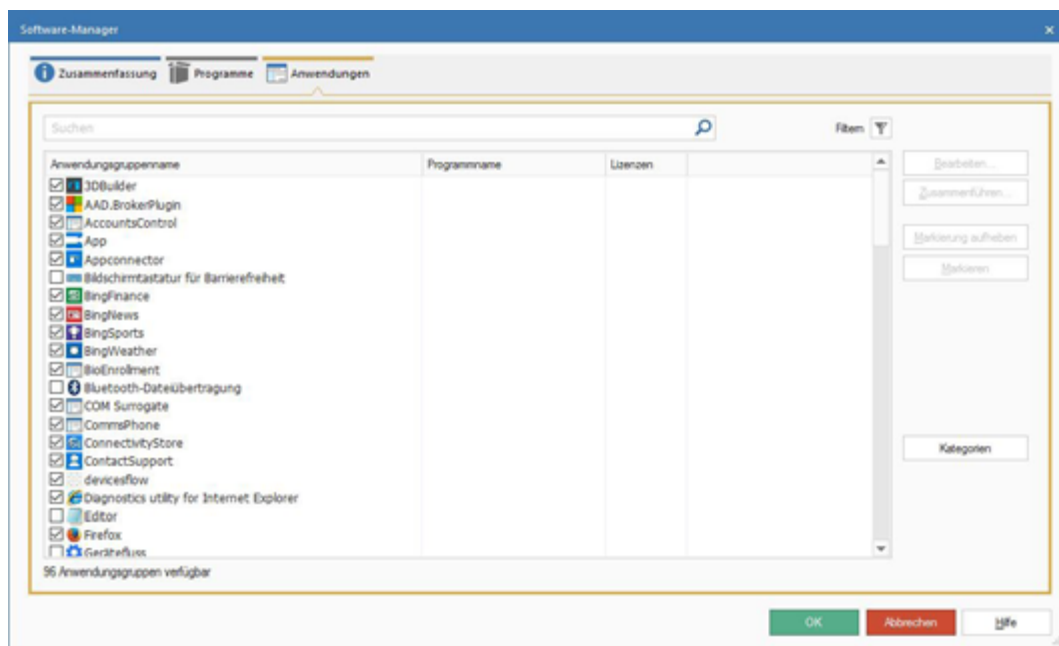 Software-Manager
Zusammenfassung Programme Anwendungen
Suchen Filtern
Anwendungsgruppenname Programmname Lizenzen
Bearbeiten...
3DBuilder
AAD.BrokerPlugin
Zusammenführen...
AccountsControl
App
Markierung aufheben
Appconnector
Markieren
Bildschirmtastatur für Barrierefreiheit
BingFinance
BingNews
BingSports
BingWeather
BioEnrollment
Bluetooth-Dateiübertragung
COM Surrogate
CommsPhone
ConnectivityStore
Kategorien
ContactSupport
devicesflow
Diagnostics utility for Internet Explorer
Editor
Firefox
Gerätefluss
96 Anwendungsgruppen verfügbar
OK Abbrechen Hilfe